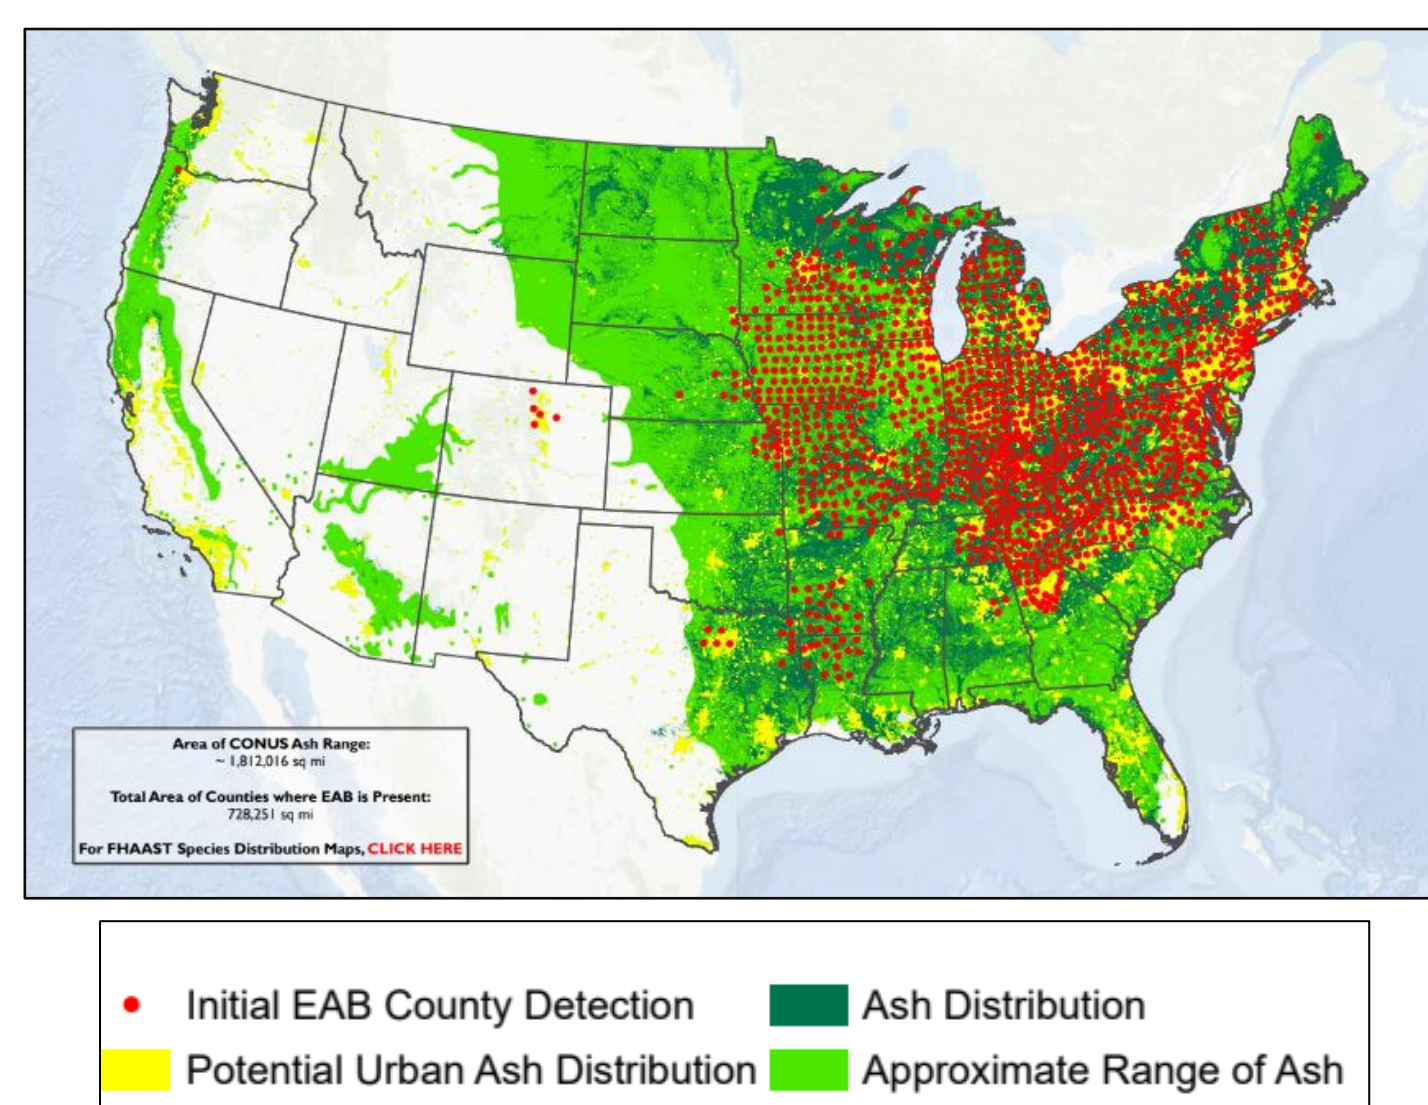 Area of CONUS Ash Range:
~ 1,812,016 sq mi
Total Area of Counties where EAB is Present:
728,251 sq mi
For FHAAST Species Distribution Maps, CLICK HERE
Initial EAB County Detection
Ash Distribution
Potential Urban Ash Distribution
Approximate Range of Ash